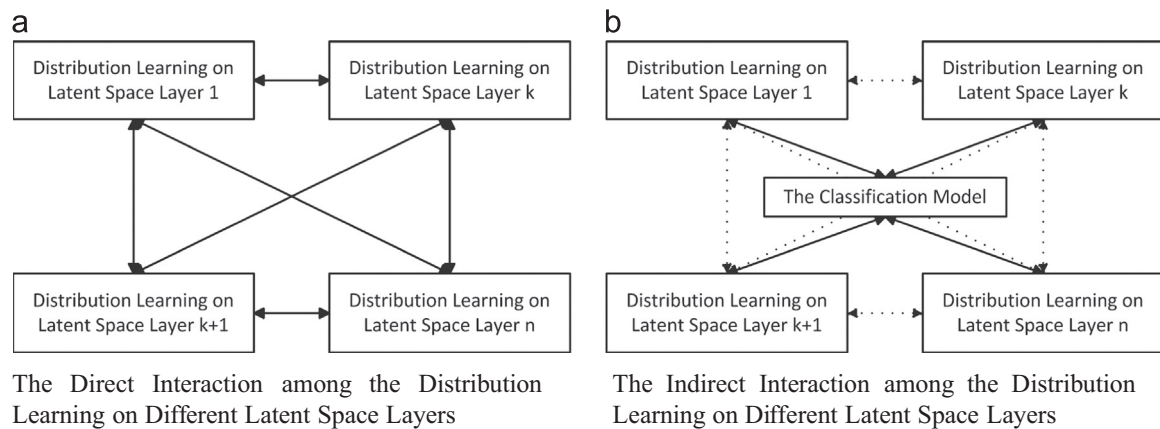 a
Distribution Learning on
Latent Space Layer 1
Distribution Learning on
Latent Space Layer k
Distribution Learning on
Latent Space Layer k+1
Distribution Learning on
Latent Space Layer n
The Direct Interaction among the Distribution
Learning on Different Latent Space Layers
b
Distribution Learning on
Latent Space Layer 1
Distribution Learning on
Latent Space Layer k
The Classification Model
Distribution Learning on
Latent Space Layer k+1
Distribution Learning on
Latent Space Layer n
The Indirect Interaction among the Distribution
Learning on Different Latent Space Layers